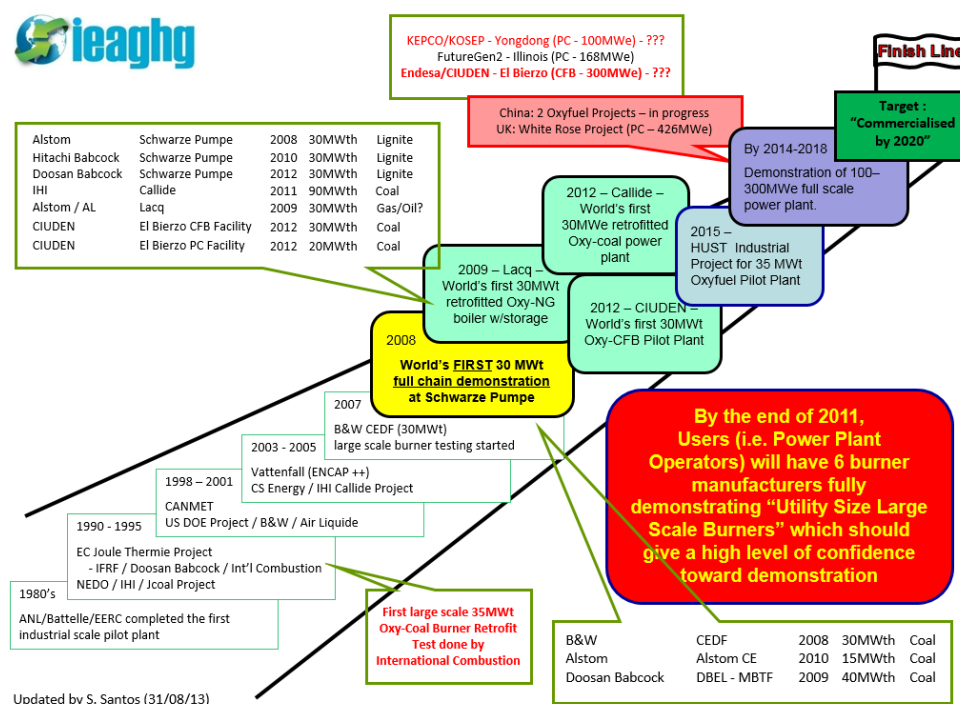 ieaghg
KEPCO/KOSEP - Yongdong (PC - 100MWe) - ???
FutureGen2 - Illinois (PC - 168MWe)
Endesa/CIUDEN - El Bierzo (CFB - 300MWe) - ???
Finish Line
China: 2 Oxyfuel Projects – in progress
UK: White Rose Project (PC – 426MWe)
Target :
"Commercialised
by 2020"
Alstom Schwarze Pumpe 2008 30MWth Lignite
Hitachi Babcock Schwarze Pumpe 2010 30MWth Lignite
Doosan Babcock Schwarze Pumpe 2012 30MWth Lignite
IHI Callide 2011 90MWth Coal
Alstom / AL Lacq 2009 30MWth Gas/Oil?
CIUDEN El Bierzo CFB Facility 2012 30MWth Coal
CIUDEN El Bierzo PC Facility 2012 20MWth Coal
By 2014-2018
Demonstration of 100–
300MWe full scale
power plant.
2012 – Callide –
World's first
30MWe retrofitted
Oxy-coal power
plant
2015 –
HUST Industrial
Project for 35 MWt
Oxyfuel Pilot Plant
2009 – Lacq –
World's first 30MWt
retrofitted Oxy-NG
boiler w/storage
2012 – CIUDEN –
World's first 30MWt
Oxy-CFB Pilot Plant
2008
World's FIRST 30 MWt
full chain demonstration
at Schwarze Pumpe
2007
B&W CEDF (30MWt)
large scale burner testing started
2003 - 2005
Vattenfall (ENCAP ++)
CS Energy / IHI Callide Project
1998 – 2001
CANMET
US DOE Project / B&W / Air Liquide
1990 - 1995
EC Joule Thermie Project
- IFRF / Doosan Babcock / Int'l Combustion
NEDO / IHI / Jcoal Project
1980's
ANL/Battelle/EERC completed the first
industrial scale pilot plant
By the end of 2011,
Users (i.e. Power Plant
Operators) will have 6 burner
manufacturers fully
demonstrating "Utility Size Large
Scale Burners" which should
give a high level of confidence
toward demonstration
First large scale 35MWt
Oxy-Coal Burner Retrofit
Test done by
International Combustion
B&W CEDF 2008 30MWth Coal
Alstom Alstom CE 2010 15MWth Coal
Doosan Babcock DBEL - MBTF 2009 40MWth Coal
Updated by S. Santos (31/08/13)